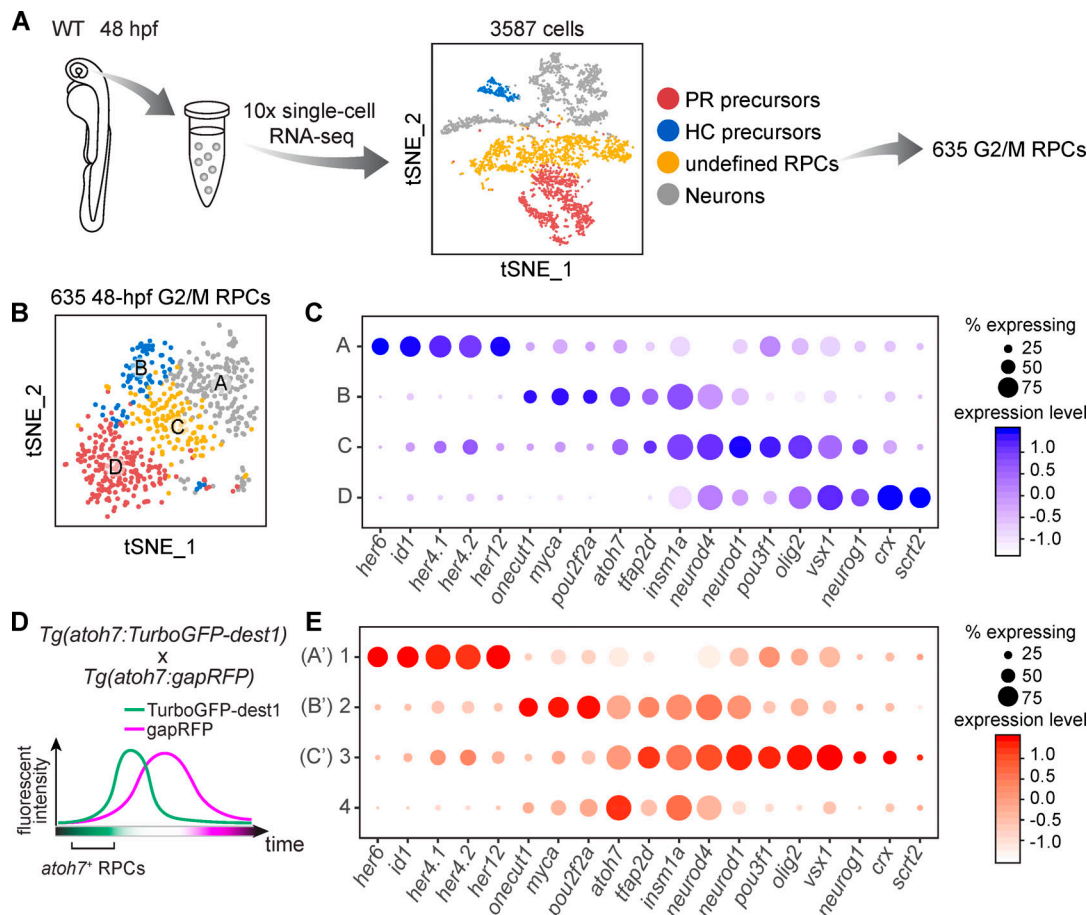 A
WT 48 hpf
10x single-cell
RNA-seq
3587 cells
tSNE_2
tSNE_1
PR precursors
HC precursors
undefined RPCs
Neurons
635 G2/M RPCs
B
635 48-hpf G2/M RPCs
B
A
C
D
tSNE_2
tSNE_1
C
A
B
C
D
her6
id1
her4.1
her4.2
her12
onecut1
myca
pou2f2a
atoh7
tfap2d
insm1a
neurod4
neurod1
pou3f1
olig2
vsx1
neurog1
crx
scrt2
% expressing
25
50
75
expression level
1.0
0.5
0.0
-0.5
-1.0
D
Tg(atoh7:TurboGFP-dest1)
x
Tg(atoh7:gapRFP)
TurboGFP-dest1
gapRFP
fluorescent
intensity
time
atoh7+ RPCs
E
(A') 1
(B') 2
(C') 3
4
her6
id1
her4.1
her4.2
her12
onecut1
myca
pou2f2a
atoh7
tfap2d
insm1a
neurod4
neurod1
pou3f1
olig2
vsx1
neurog1
crx
scrt2
% expressing
25
50
75
expression level
1.0
0.5
0.0
-0.5
-1.0